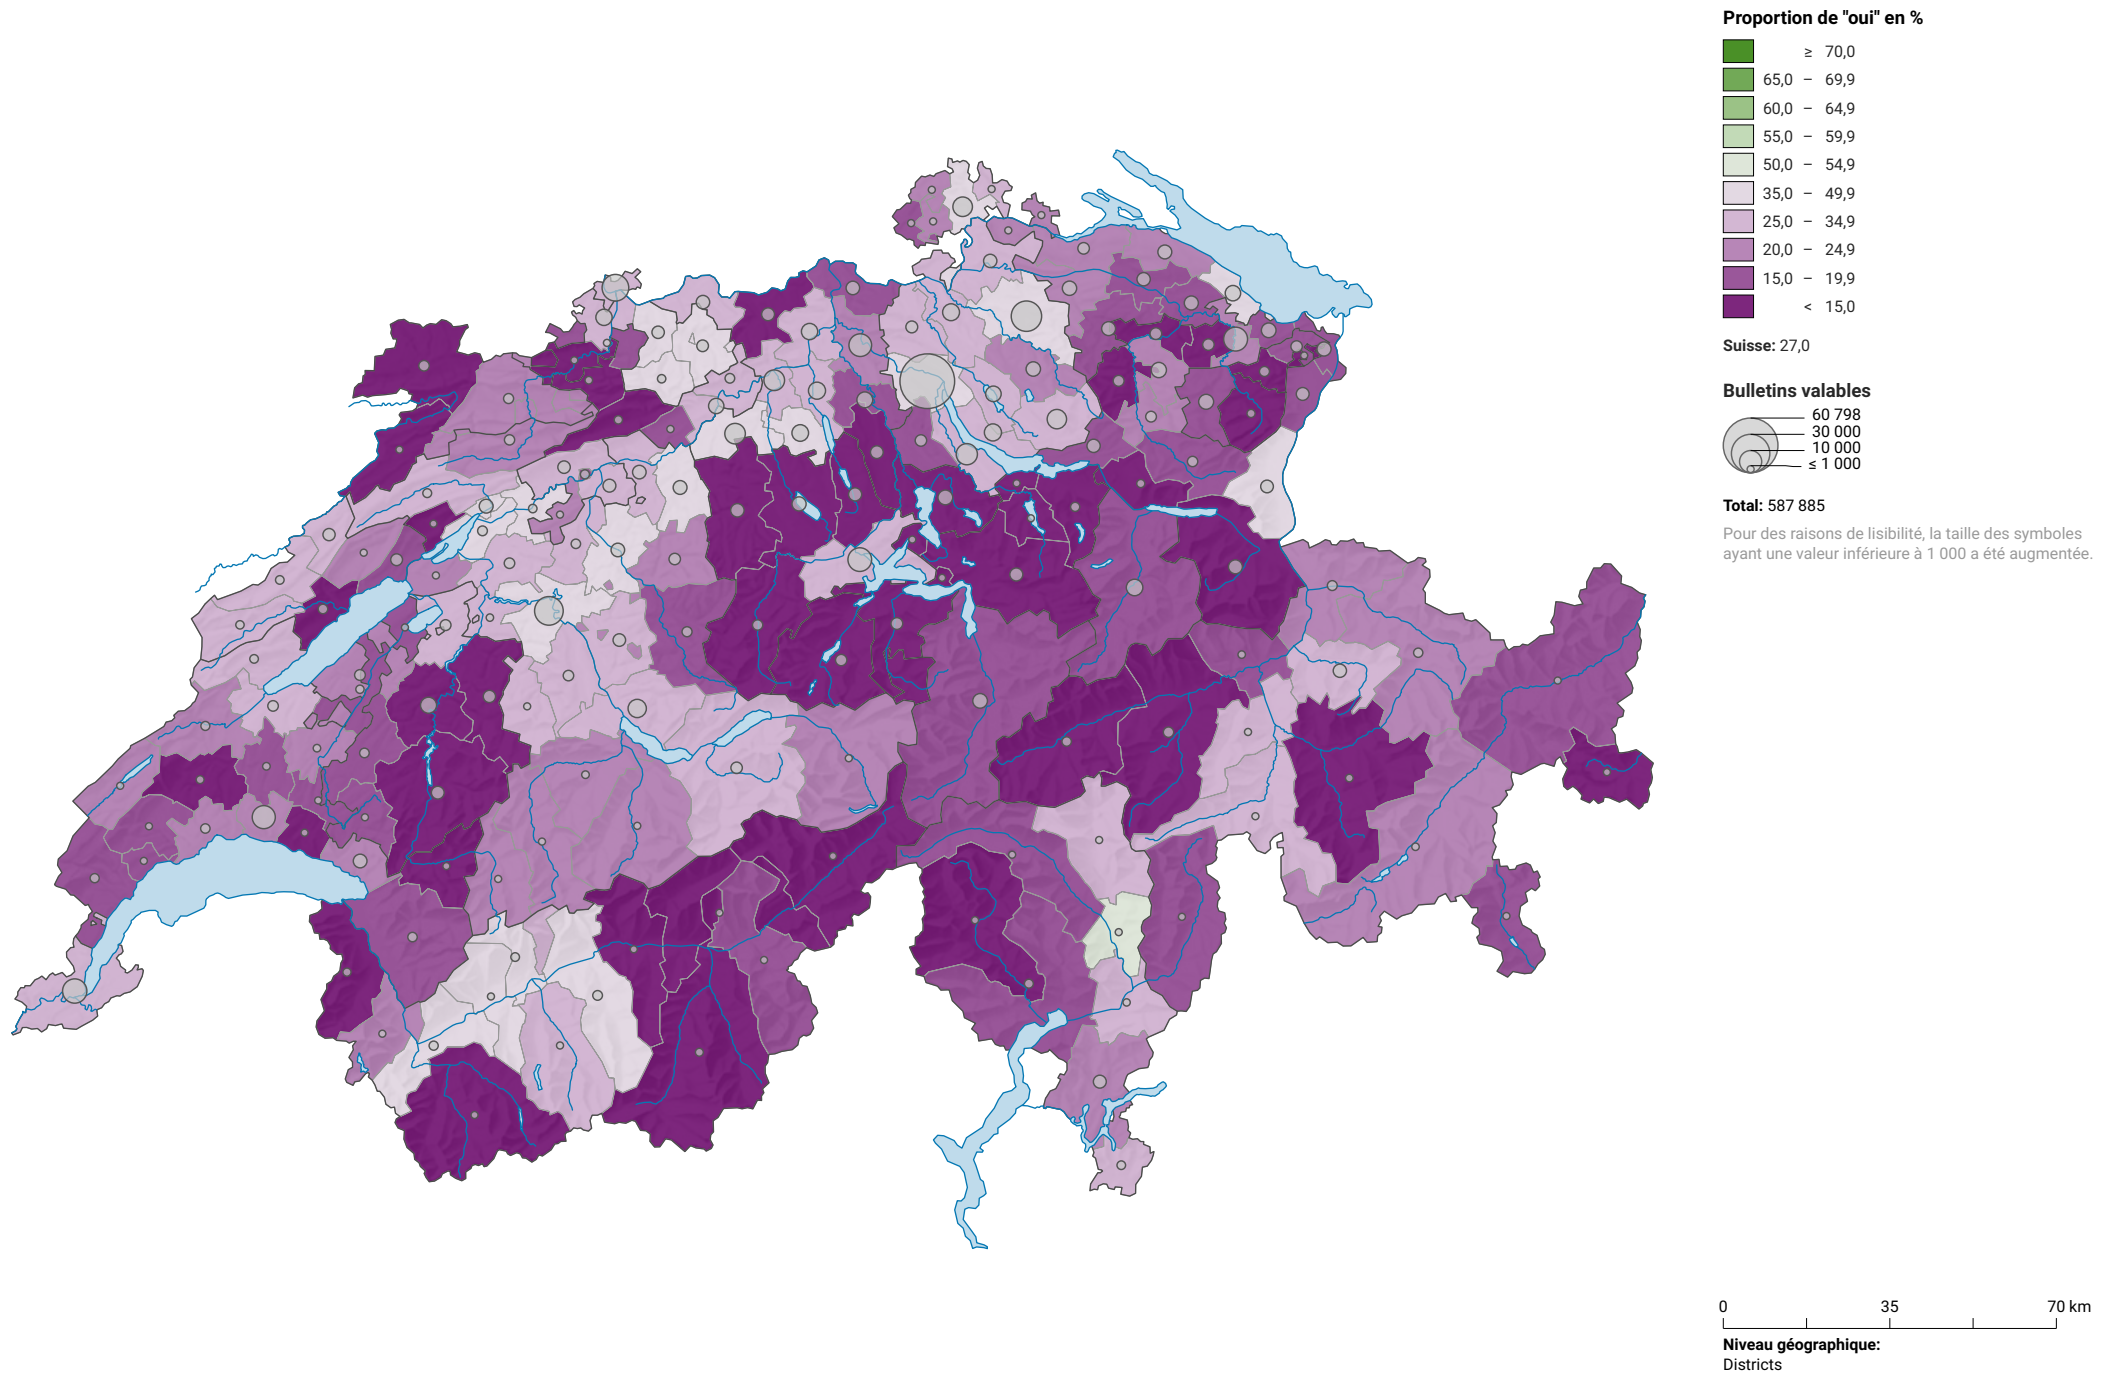 Proportion de "oui" en %
≥ 70,0
65,0 – 69,9
60,0 – 64,9
55,0 – 59,9
50,0 – 54,9
35,0 – 49,9
25,0 – 34,9
20,0 – 24,9
15,0 – 19,9
< 15,0
Suisse: 27,0
Bulletins valables
60 798
30 000
10 000
≤ 1 000
Total: 587 885
Pour des raisons de lisibilité, la taille des symboles
ayant une valeur inférieure à 1 000 a été augmentée.
0 35 70 km
Niveau géographique:
Districts